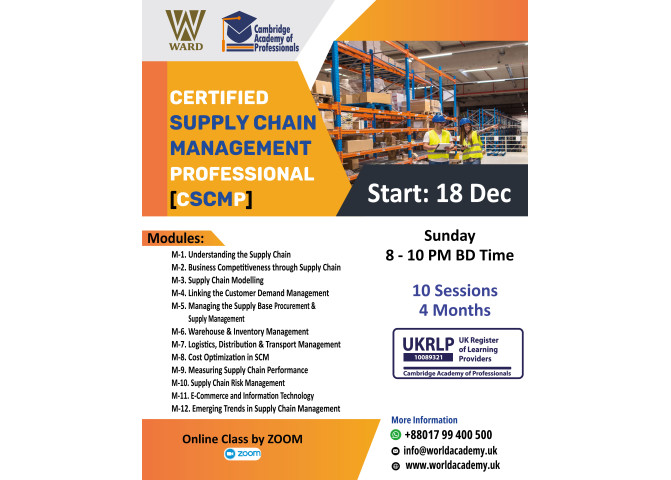 WARD
Cambridge
Academy of
Professionals
CERTIFIED
SUPPLY CHAIN
MANAGEMENT
PROFESSIONAL
[CSCMP]
Start: 18 Dec
Modules:
M-1. Understanding the Supply Chain
M-2. Business Competitiveness through Supply Chain
M-3. Supply Chain Modelling
M-4. Linking the Customer Demand Management
M-5. Managing the Supply Base Procurement &
Supply Management
M-6. Warehouse & Inventory Management
M-7. Logistics, Distribution & Transport Management
M-8. Cost Optimization in SCM
M-9. Measuring Supply Chain Performance
M-10. Supply Chain Risk Management
M-11. E-Commerce and Information Technology
M-12. Emerging Trends in Supply Chain Management
Sunday
8 - 10 PM BD Time
10 Sessions
4 Months
UKRLP
10089321
UK Register
of Learning
Providers
Cambridge Academy of Professionals
Online Class by ZOOM
zoom
More Information
+88017 99 400 500
info@worldacademy.uk
www.worldacademy.uk